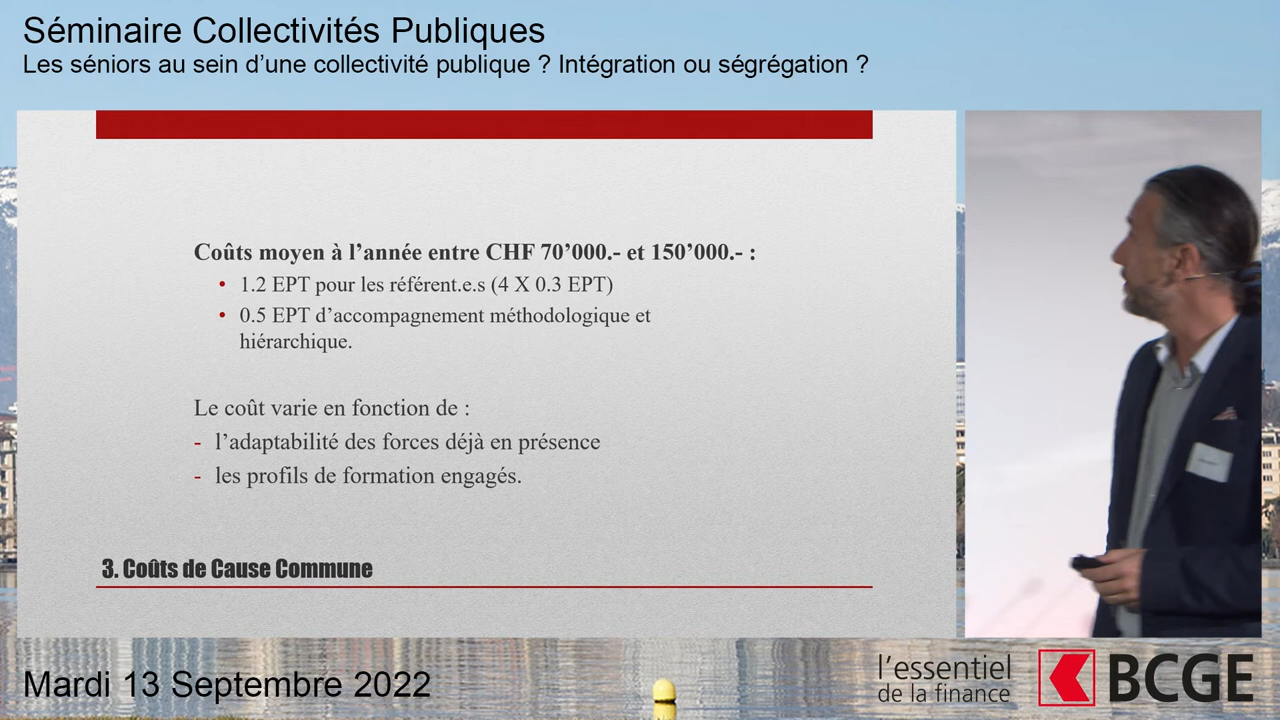 Séminaire Collectivités Publiques
Les séniors au sein d’une collectivité publique ? Intégration ou ségrégation ?
Coûts moyen à l’année entre CHF 70’000.- et 150’000.- :
• 1.2 EPT pour les référent.e.s (4 X 0.3 EPT)
• 0.5 EPT d’accompagnement méthodologique et
hiérarchique.
Le coût varie en fonction de :
- l’adaptabilité des forces déjà en présence
- les profils de formation engagés.
3. Coûts de Cause Commune
Mardi 13 Septembre 2022
l’essentiel
de la finance
BCGE